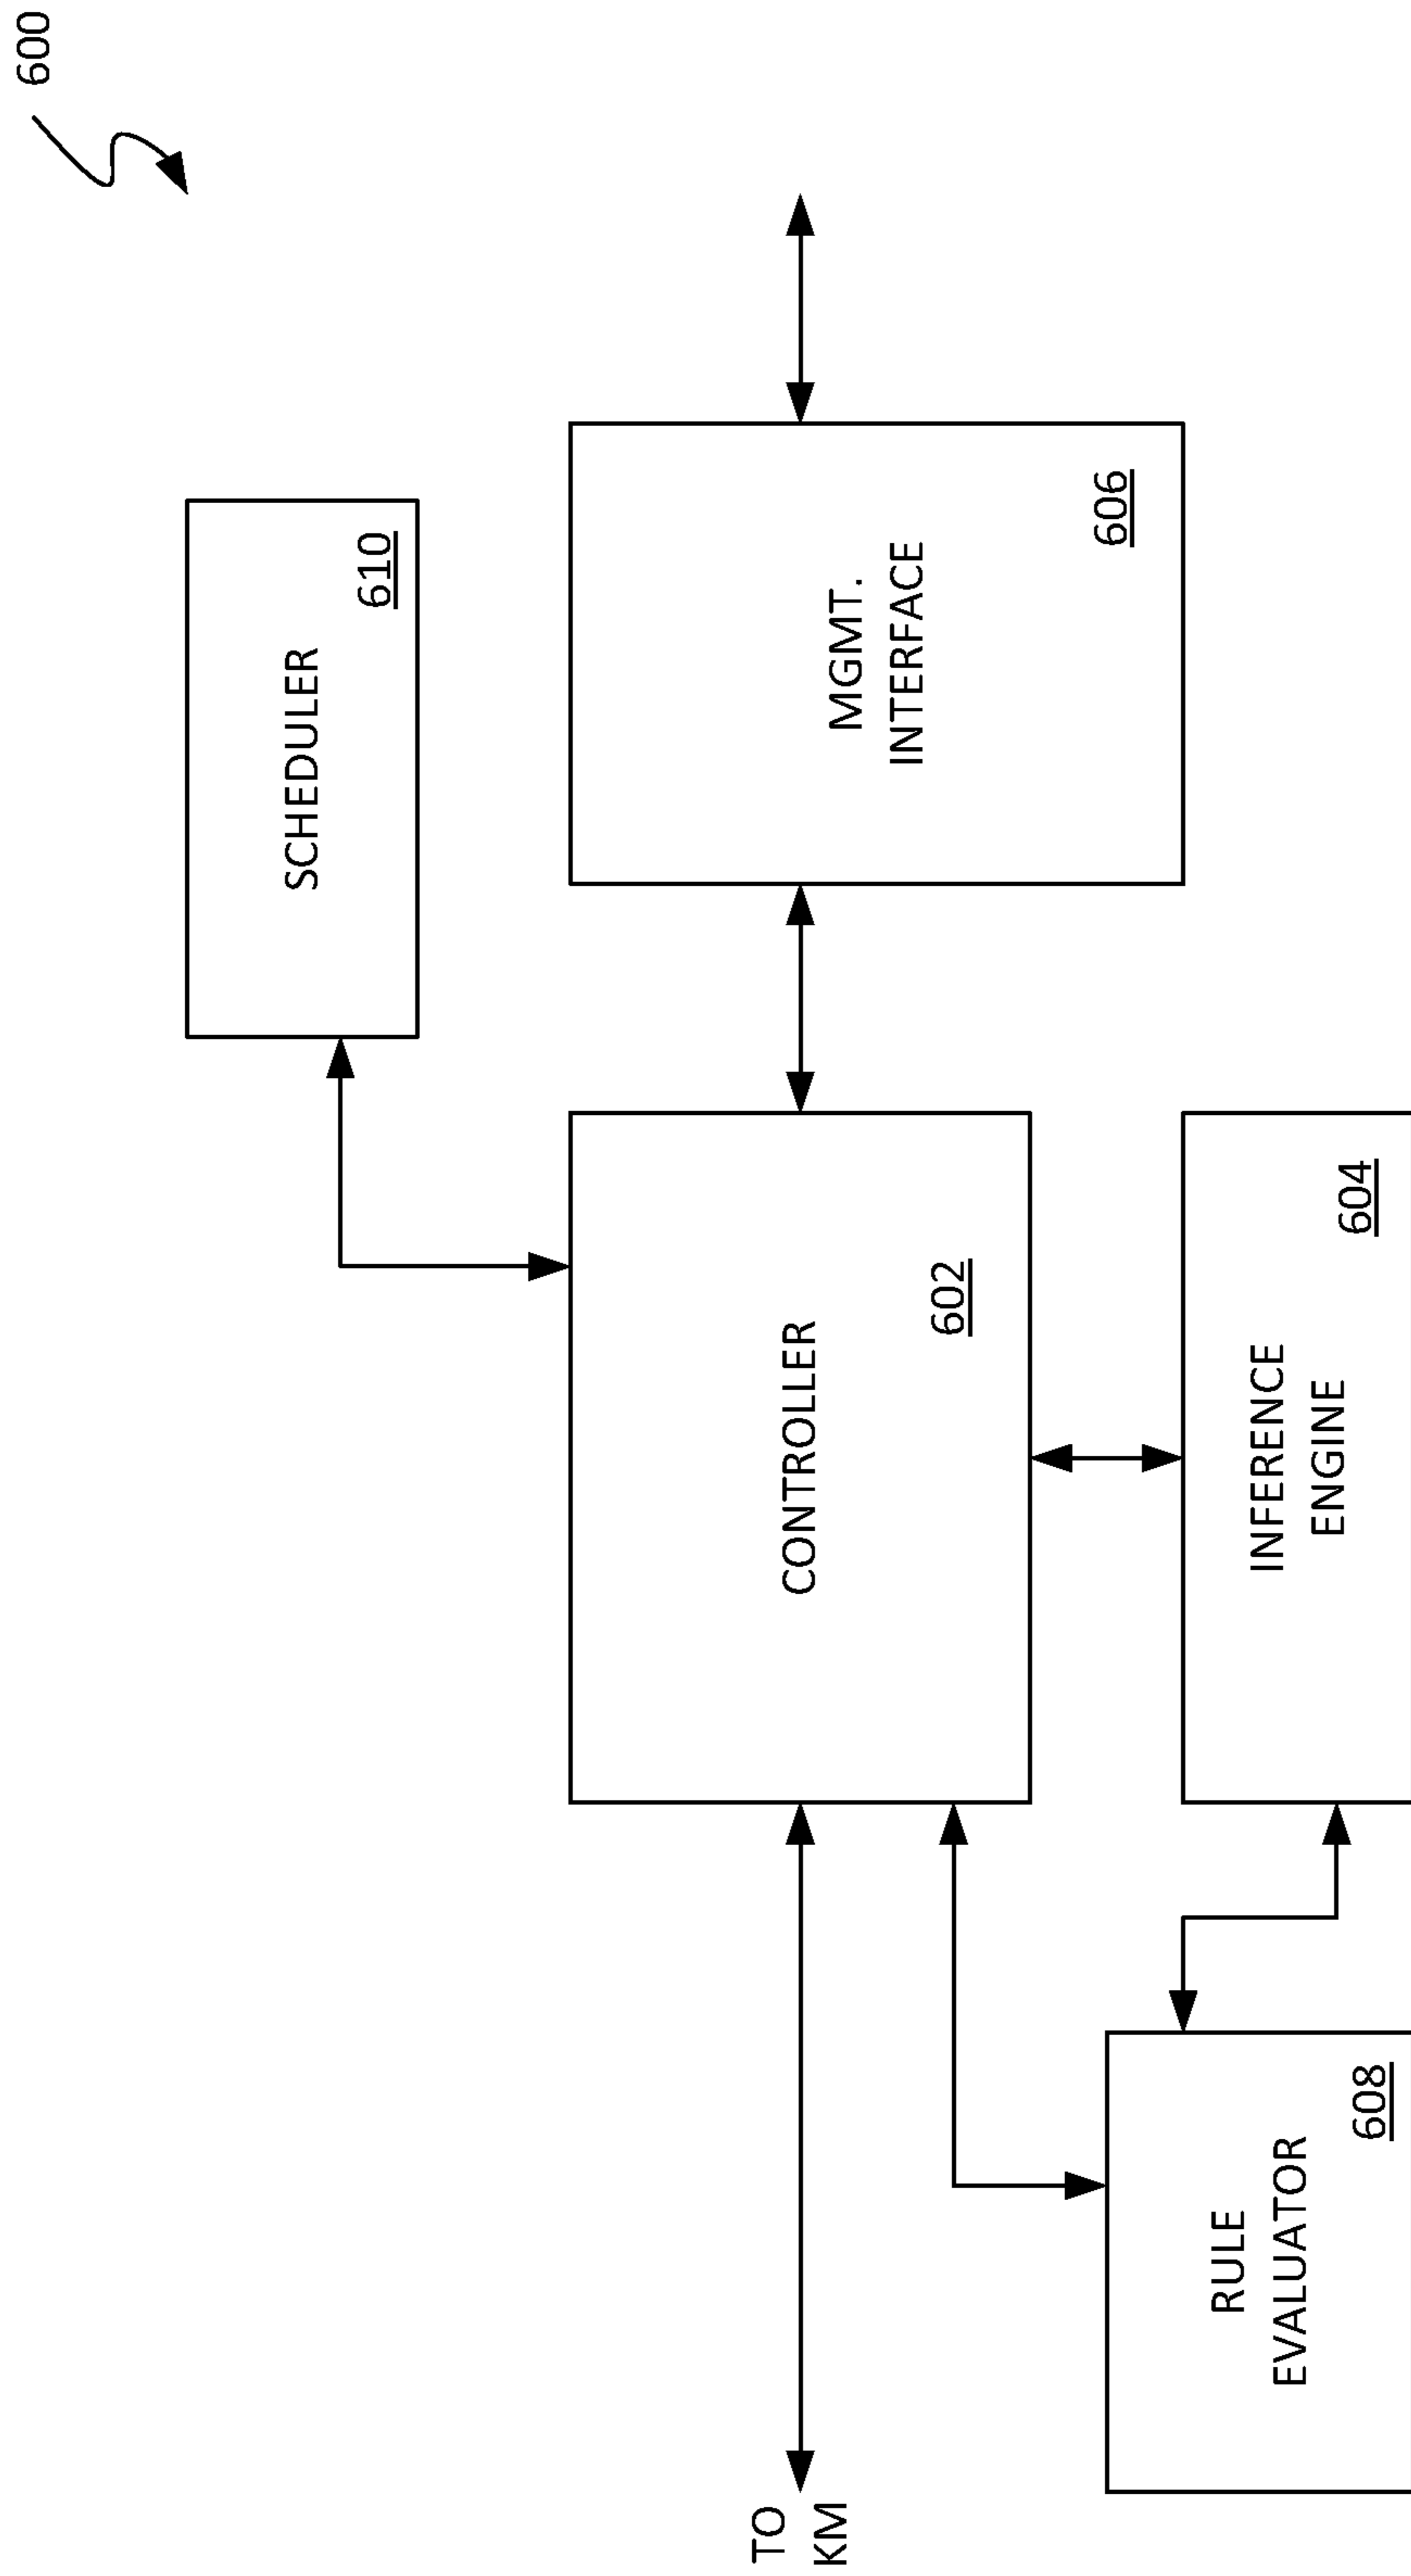 600
SCHEDULER
610
MGMT.
INTERFACE
606
CONTROLLER
602
TO
KM
INFERENCE
ENGINE
604
RULE
EVALUATOR
608